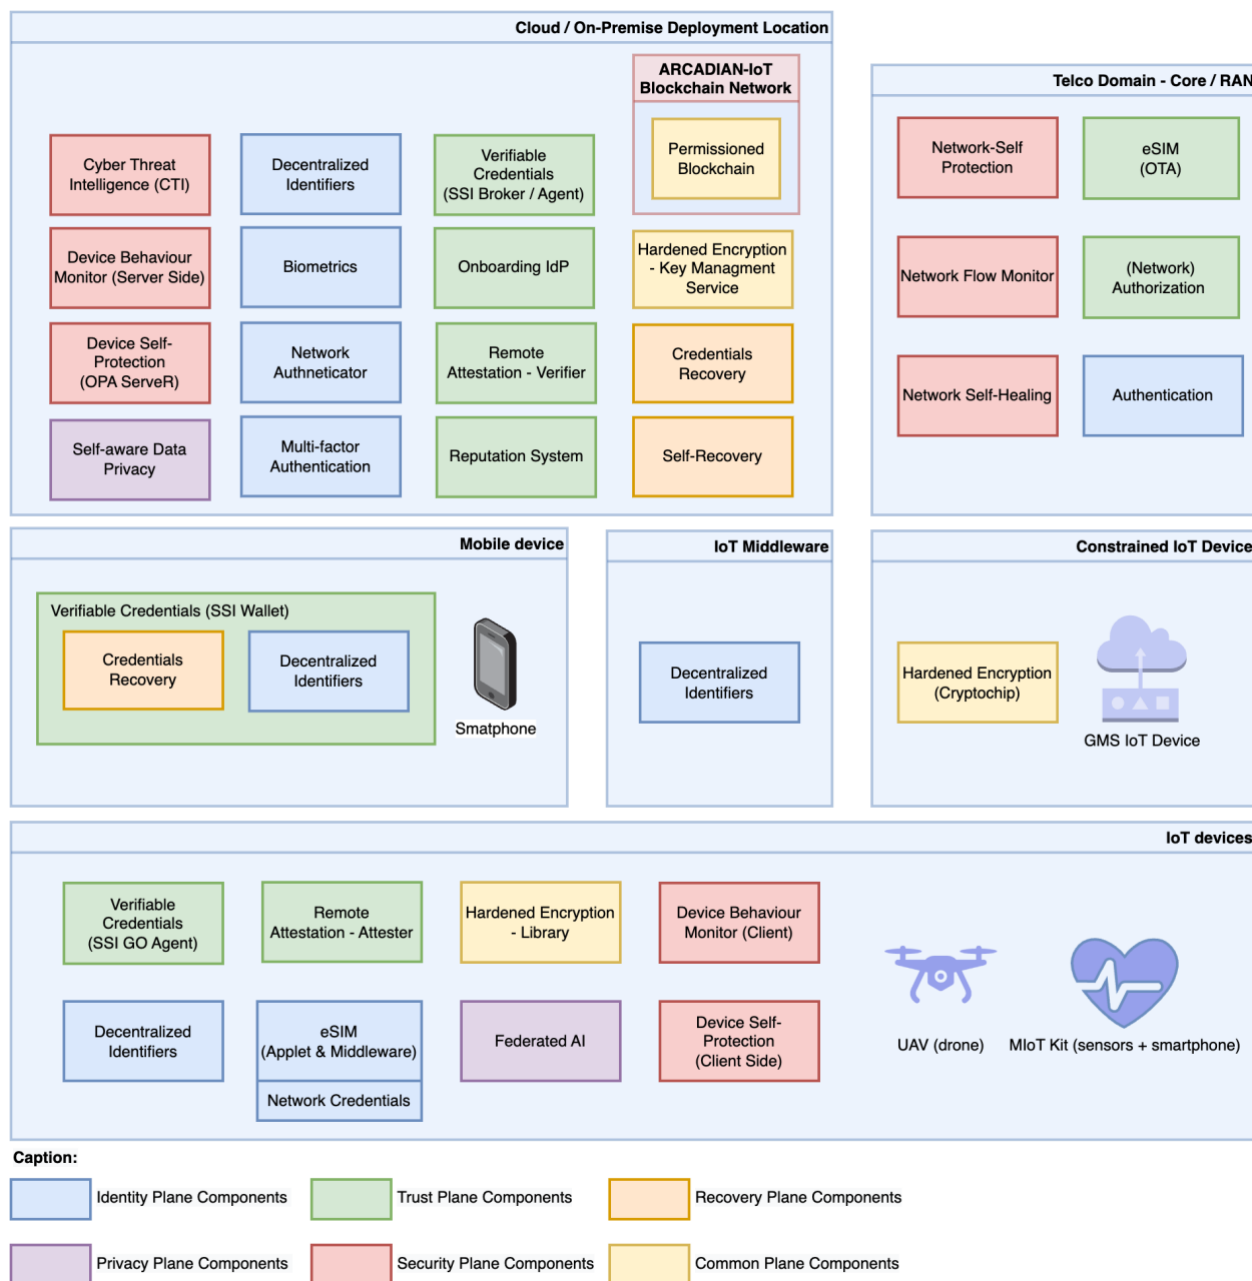 Cloud / On-Premise Deployment Location
ARCADIAN-IoT
Blockchain Network
Permissioned
Blockchain
Cyber Threat
Intelligence (CTI)
Decentralized
Identifiers
Verifiable
Credentials
(SSI Broker / Agent)
Device Behaviour
Monitor (Server Side)
Biometrics
Onboarding IdP
Hardened Encryption
- Key Managment
Service
Device Self-
Protection
(OPA ServeR)
Network
Authneticator
Remote
Attestation - Verifier
Credentials
Recovery
Self-aware Data
Privacy
Multi-factor
Authentication
Reputation System
Self-Recovery
Telco Domain - Core / RAN
Network-Self
Protection
eSIM
(OTA)
Network Flow Monitor
(Network)
Authorization
Network Self-Healing
Authentication
Mobile device
Verifiable Credentials (SSI Wallet)
Credentials
Recovery
Decentralized
Identifiers
Smatphone
IoT Middleware
Decentralized
Identifiers
Constrained IoT Device
Hardened Encryption
(Cryptochip)
GMS IoT Device
IoT devices
Verifiable
Credentials
(SSI GO Agent)
Remote
Attestation - Attester
Hardened Encryption
- Library
Device Behaviour
Monitor (Client)
Decentralized
Identifiers
eSIM
(Applet & Middleware)
Network Credentials
Federated AI
Device Self-
Protection
(Client Side)
UAV (drone)
MIoT Kit (sensors + smartphone)
Caption:
Identity Plane Components
Trust Plane Components
Recovery Plane Components
Privacy Plane Components
Security Plane Components
Common Plane Components